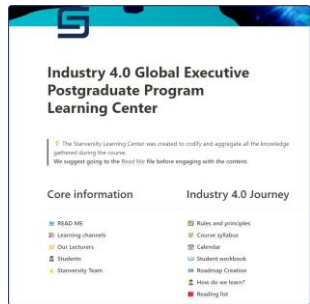 Industry 4.0 Global Executive
Postgraduate Program
Learning Center
The Stanversity Learning Center was created to codify and aggregate all the knowledge
gathered during the course.
We suggest going to the Read Me file before engaging with the content.
Core information
READ ME
Learning channels
Our Lecturers
Students
Stanversity Team
Industry 4.0 Journey
Rules and principles
Course syllabus
Calendar
Student workbook
Roadmap Creation
How do we learn?
Reading list